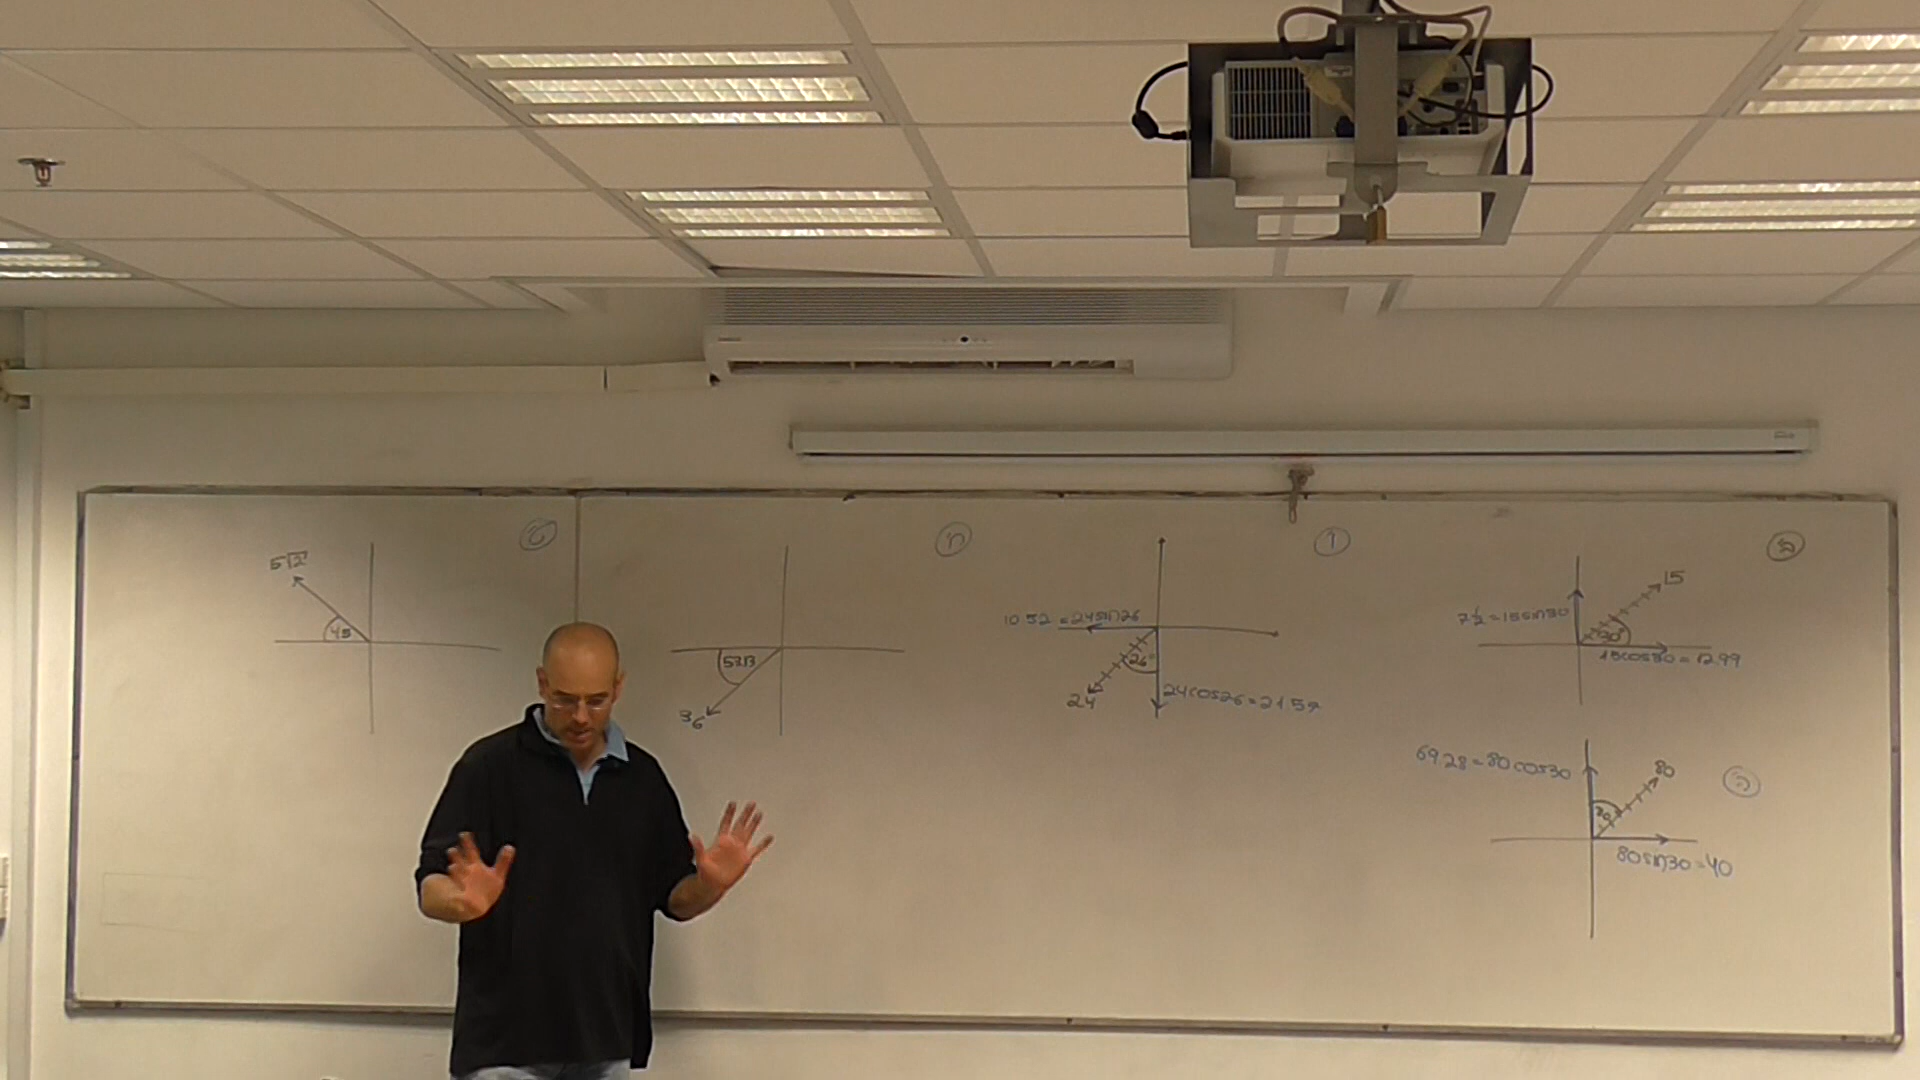 15
7½=15sin30
30°
15cos30=12.99
80
69.28=80cos30
30
80sin30=40
ו
10.52=24sin26
26°
24
24cos26=21.57
ח
53.13
36
5√2
45